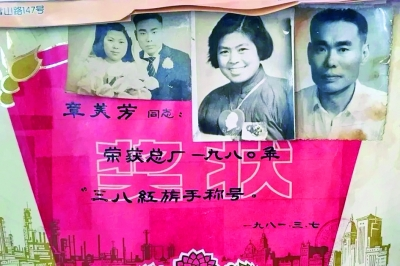 山路147号
章美芳 同志：
奖状
荣获总厂一九八〇年
“三八红旗手称号。
一九八一.三.七